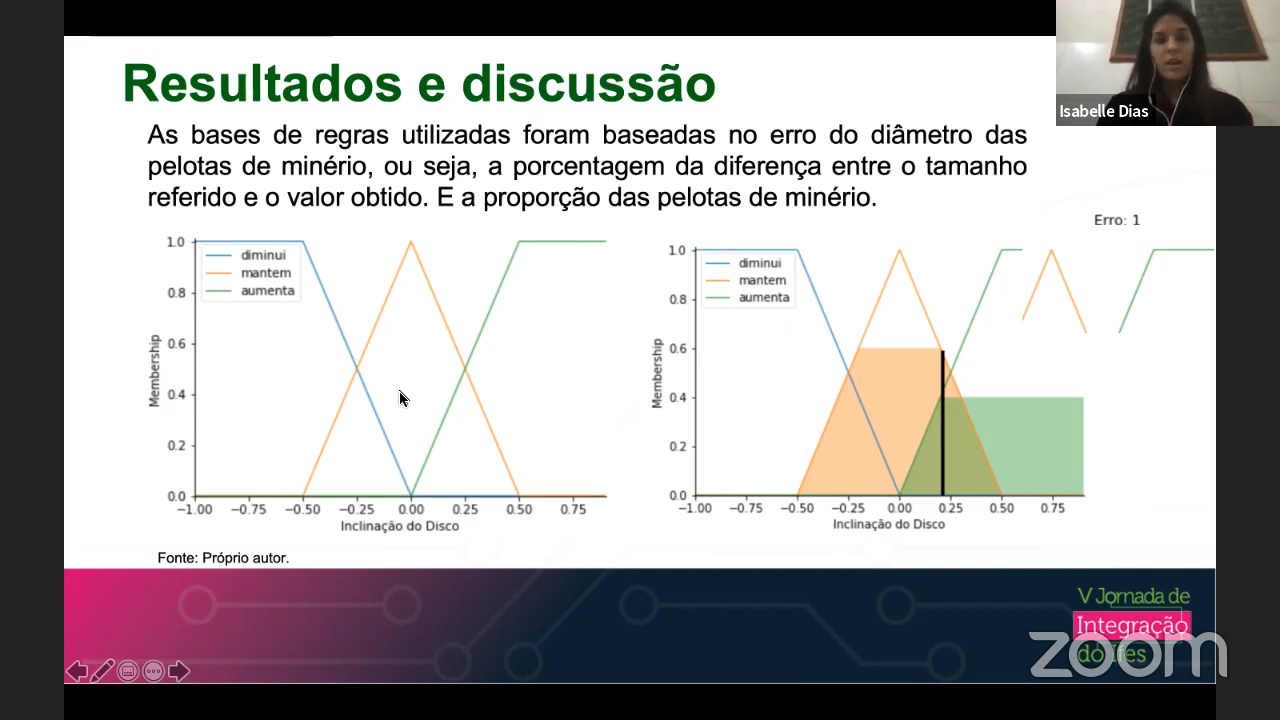 Resultados e discussão
Isabelle Dias
As bases de regras utilizadas foram baseadas no erro do diâmetro das
pelotas de minério, ou seja, a porcentagem da diferença entre o tamanho
referido e o valor obtido. E a proporção das pelotas de minério.
Erro: 1
1.0
0.8
0.6
0.4
0.2
0.0
Membership
diminui
mantem
aumenta
−1.00 −0.75 −0.50 −0.25 0.00 0.25 0.50 0.75
Inclinação do Disco
1.0
0.8
0.6
0.4
0.2
0.0
Membership
diminui
mantem
aumenta
−1.00 −0.75 −0.50 −0.25 0.00 0.25 0.50 0.75
Inclinação do Disco
Fonte: Próprio autor.
V Jornada de
Integração
do Ifes
zoom